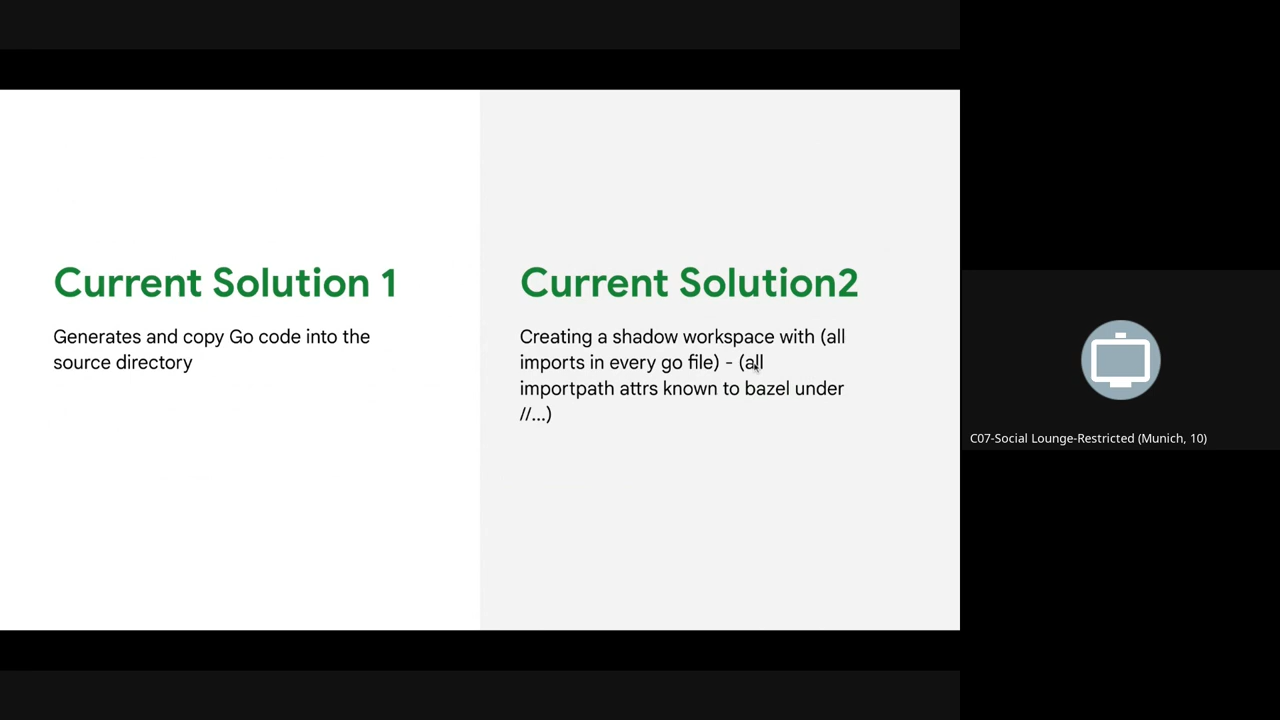 Current Solution 1
Generates and copy Go code into the
source directory
Current Solution2
Creating a shadow workspace with (all
imports in every go file) - (all
importpath attrs known to bazel under
//...)
C07-Social Lounge-Restricted (Munich, 10)